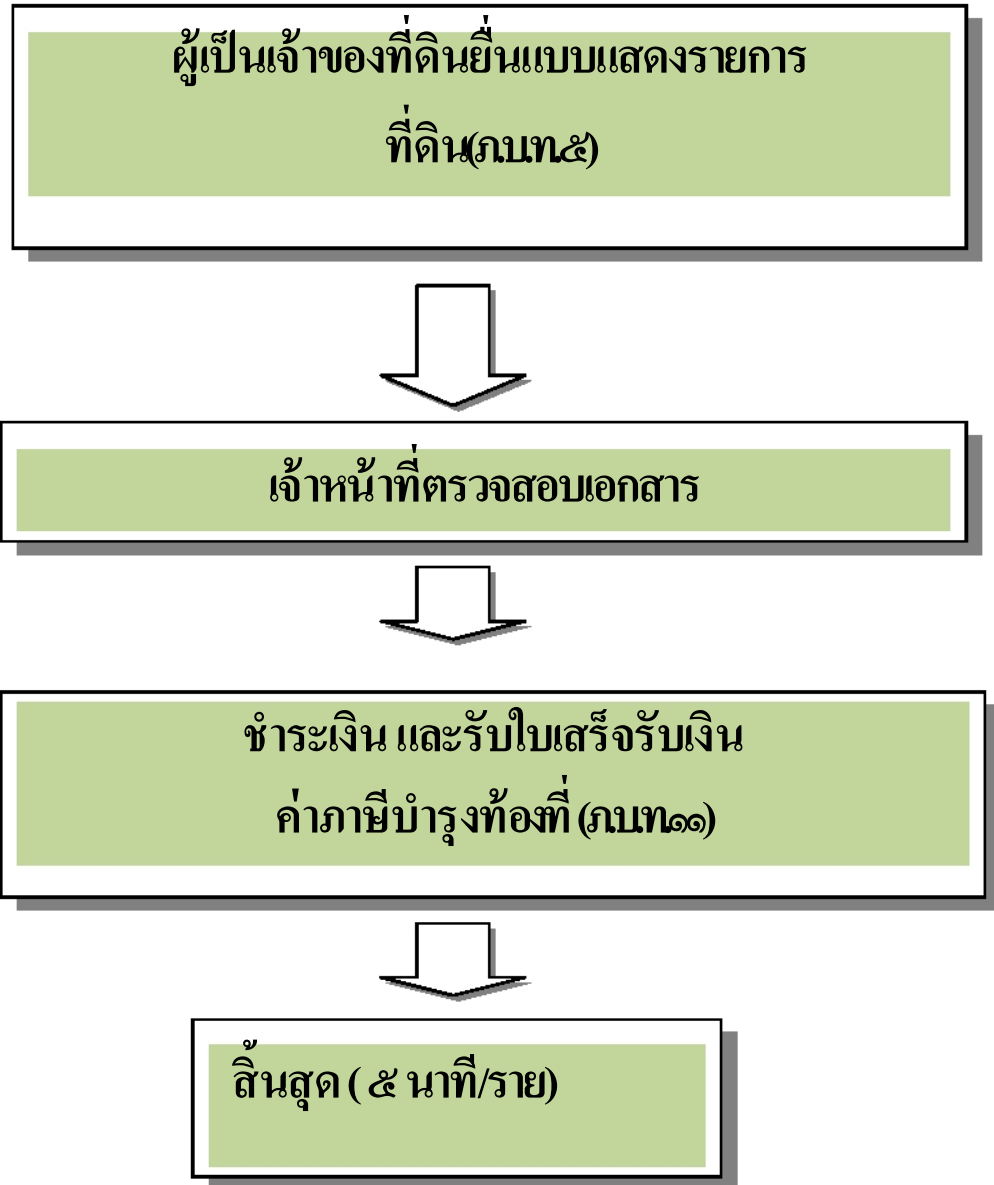 ผู้เป็นเจ้าของที่ดินยื่นแบบแสดงรายการ
ที่ดิน(ภ.บ.ท.๕)
เจ้าหน้าที่ตรวจสอบเอกสาร
ชำระเงิน และรับใบเสร็จรับเงิน
ค่าภาษีบำรุงท้องที่ (ภ.บ.ท.๑๑)
สิ้นสุด ( ๕ นาที/ราย)